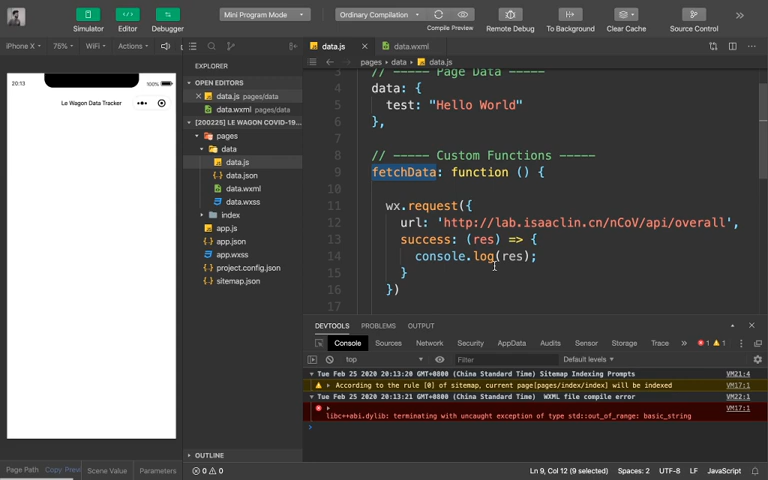 Mini Program Mode
Ordinary Compilation
Simulator
Editor
Debugger
Compile Preview
Remote Debug
To Background
Clear Cache
Source Control
iPhone X
75%
WiFi
Actions
data.js
data.wxml
pages
data
data.js
20:13
100%
Le Wagon Data Tracker
EXPLORER
OPEN EDITORS
data.js pages/data
data.wxml pages/data
[200225] LE WAGON COVID-19...
pages
data
data.js
data.json
data.wxml
data.wxss
index
app.js
app.json
app.wxss
project.config.json
sitemap.json
OUTLINE
3 // ----- Page Data -----
4 data: {
5 test: "Hello World"
6 },
7
8 // ----- Custom Functions -----
9 fetchData: function () {
10
11 wx.request({
12 url: 'http://lab.isaaclin.cn/nCoV/api/overall',
13 success: (res) => {
14 console.log(res);
15 }
16 })
17
DEVTOOLS
PROBLEMS
OUTPUT
Console
Sources
Network
Security
AppData
Audits
Sensor
Storage
Trace
1
1
top
Filter
Default levels
Tue Feb 25 2020 20:13:20 GMT+0800 (China Standard Time) Sitemap Indexing Prompts VM21:4
According to the rule [0] of sitemap, current page[pages/index/index] will be indexed VM17:1
Tue Feb 25 2020 20:13:21 GMT+0800 (China Standard Time) WXML file compile error VM22:1
VM17:1
libc++abi.dylib: terminating with uncaught exception of type std::out_of_range: basic_string
Page Path
Copy Prev
Scene Value
Parameters
0
0
Ln 9, Col 12 (9 selected)
Spaces: 2
UTF-8
LF
JavaScript